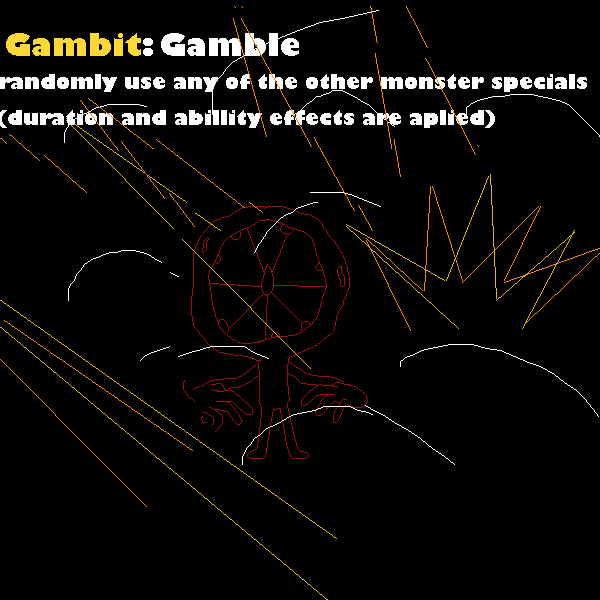 Gambit: Gamble
randomly use any of the other monster specials
(duration and abillity effects are aplied)